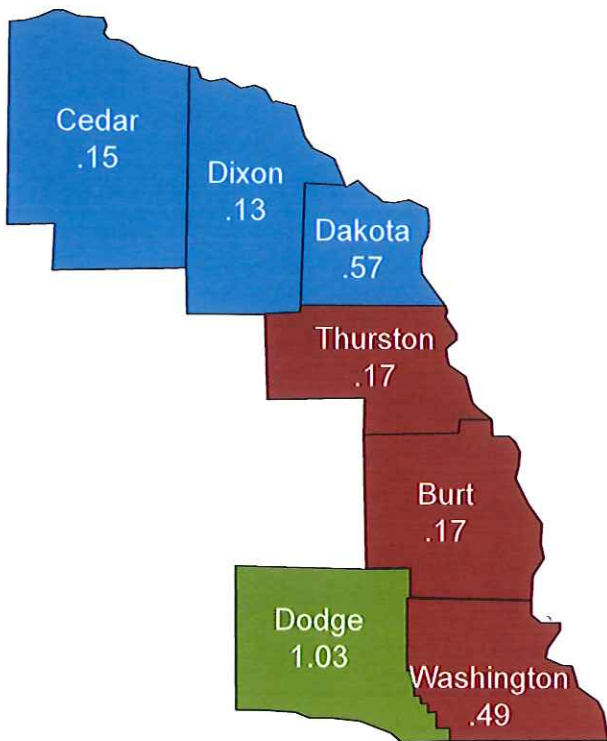 Cedar
.15
Dixon
.13
Dakota
.57
Thurston
.17
Burt
.17
Dodge
1.03
Washington
.49